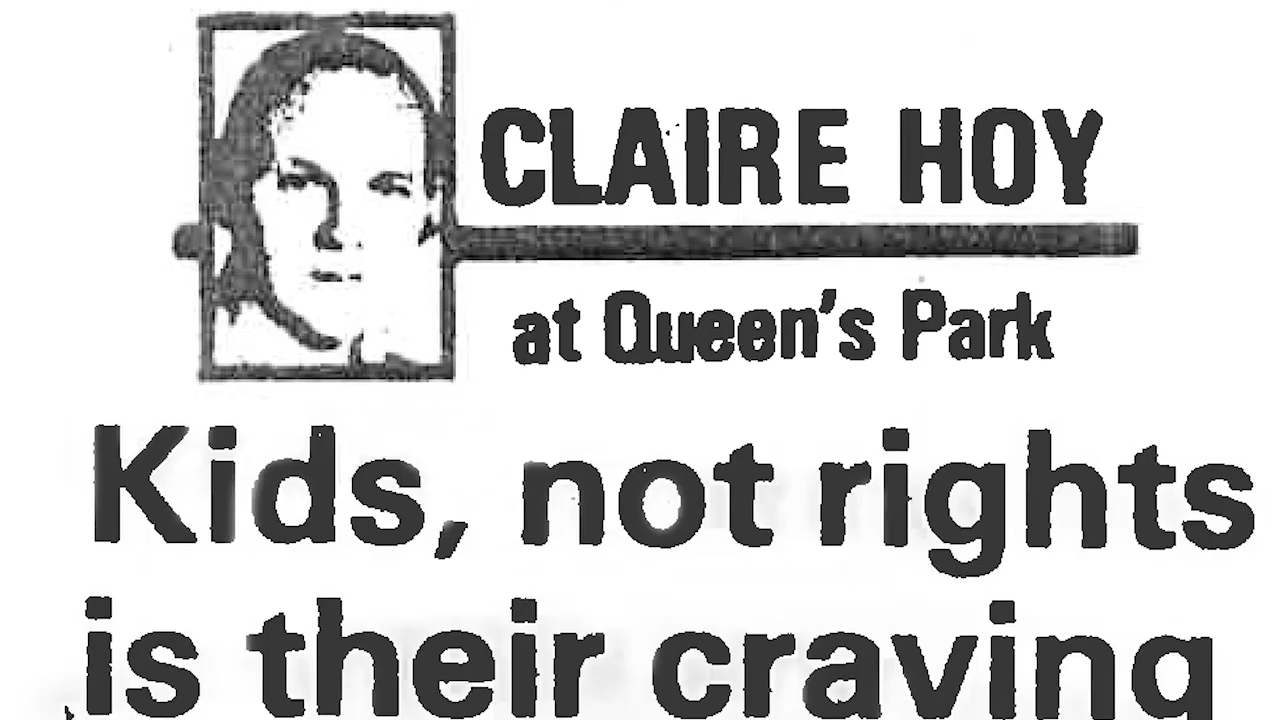 CLAIRE HOY
at Queen's Park
Kids, not rights
is their craving